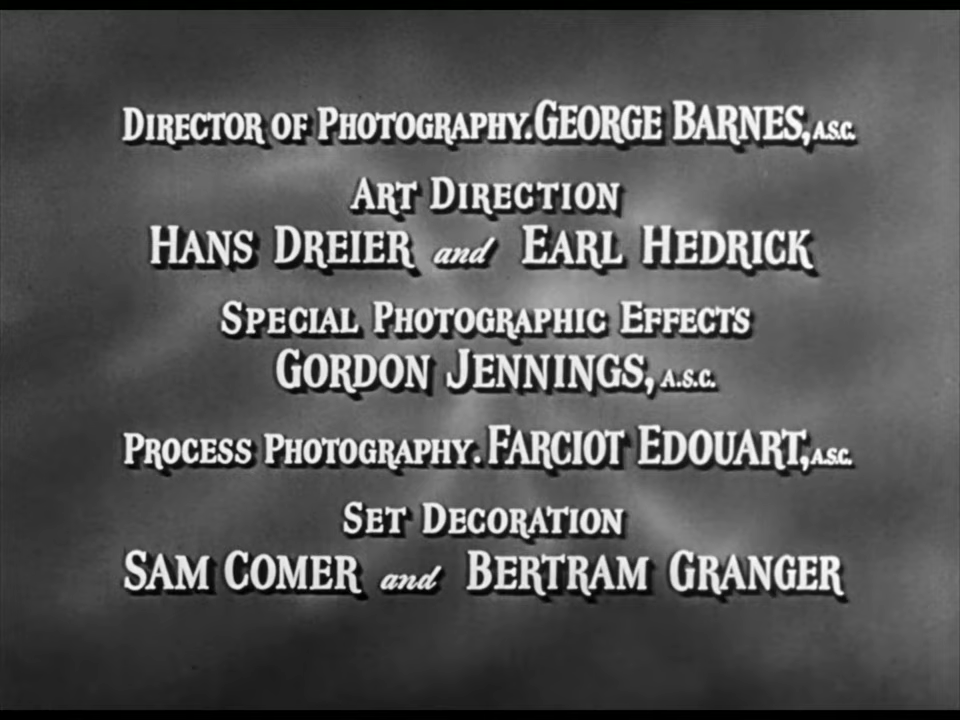 DIRECTOR OF PHOTOGRAPHY.GEORGE BARNES, A.S.C.
ART DIRECTION
HANS DREIER and EARL HEDRICK
SPECIAL PHOTOGRAPHIC EFFECTS
GORDON JENNINGS, A.S.C.
PROCESS PHOTOGRAPHY. FARCIOT EDOUART, A.S.C.
SET DECORATION
SAM COMER and BERTRAM GRANGER